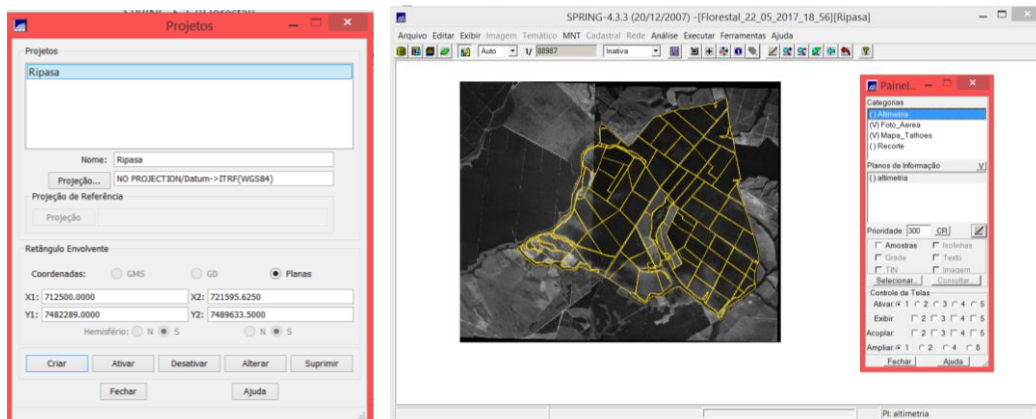 Projetos
Projetos
Ripasa
Nome: Ripasa
Projeção... NO PROJECTION/Datum->ITRF(WGS84)
Projeção de Referência
Projeção
Retângulo Envolvente
Coordenadas: GMS GD Planas
X1: 712500.0000 X2: 721595.6250
Y1: 7482289.0000 Y2: 7489633.5000
Hemisfério: N S N S
Criar Ativar Desativar Alterar Suprimir
Fechar Ajuda
SPRING-4.3.3 (20/12/2007) -[Florestal_22_05_2017_18_56][Ripasa]
Arquivo Editar Exibir Imagem Temático MNT Cadastral Rede Análise Executar Ferramentas Ajuda
Auto 1/ 88987 Inativa
Painel...
Categorias
() Altimetria
(V) Foto_Aerea
(V) Mapa_Talhoes
() Recorte
Planos de Informação V
() altimetria
Prioridade: 300 CR
Amostras Isolinhas
Grade Texto
TIN Imagem
Selecionar... Consultar...
Controle de Telas
Ativar: 1 2 3 4 5
Exibir: 2 3 4 5
Acoplar: 2 3 4 5
Ampliar: 1 2 4 8
Fechar Ajuda
PI: altimetria